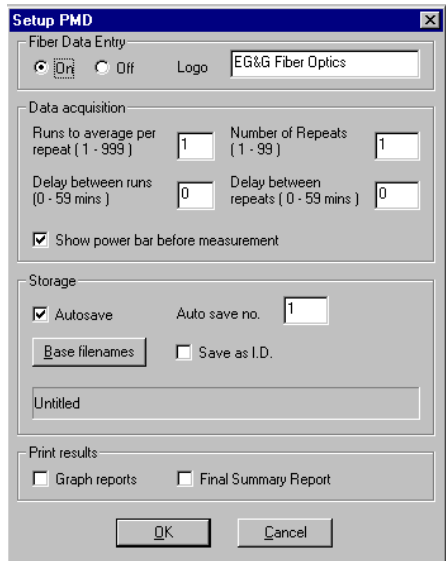 Setup PMD
Fiber Data Entry
On Off Logo EG&G Fiber Optics
Data acquisition
Runs to average per repeat ( 1 - 999 ) 1 Number of Repeats ( 1 - 99 ) 1
Delay between runs (0 - 59 mins ) 0 Delay between repeats ( 0 - 59 mins ) 0
Show power bar before measurement
Storage
Autosave Auto save no. 1
Base filenames Save as I.D.
Untitled
Print results
Graph reports Final Summary Report
OK Cancel